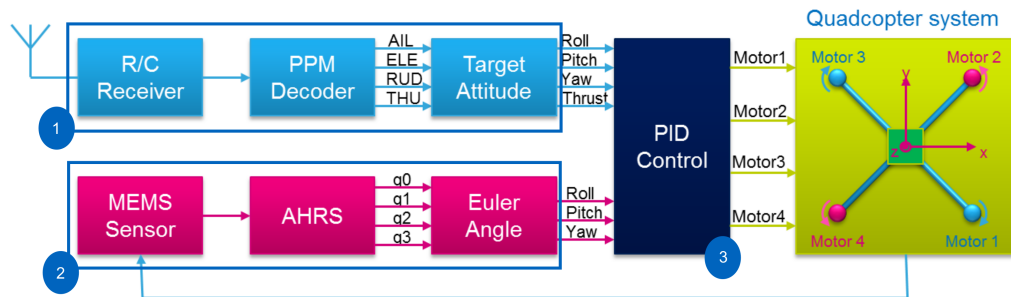 Quadcopter system
R/C
Receiver
PPM
Decoder
AIL
ELE
RUD
THU
Target
Attitude
Roll
Pitch
Yaw
Thrust
1
MEMS
Sensor
AHRS
q0
q1
q2
q3
Euler
Angle
Roll
Pitch
Yaw
2
PID
Control
3
Motor1
Motor2
Motor3
Motor4
Motor 3
Motor 2
y
z
x
Motor 4
Motor 1